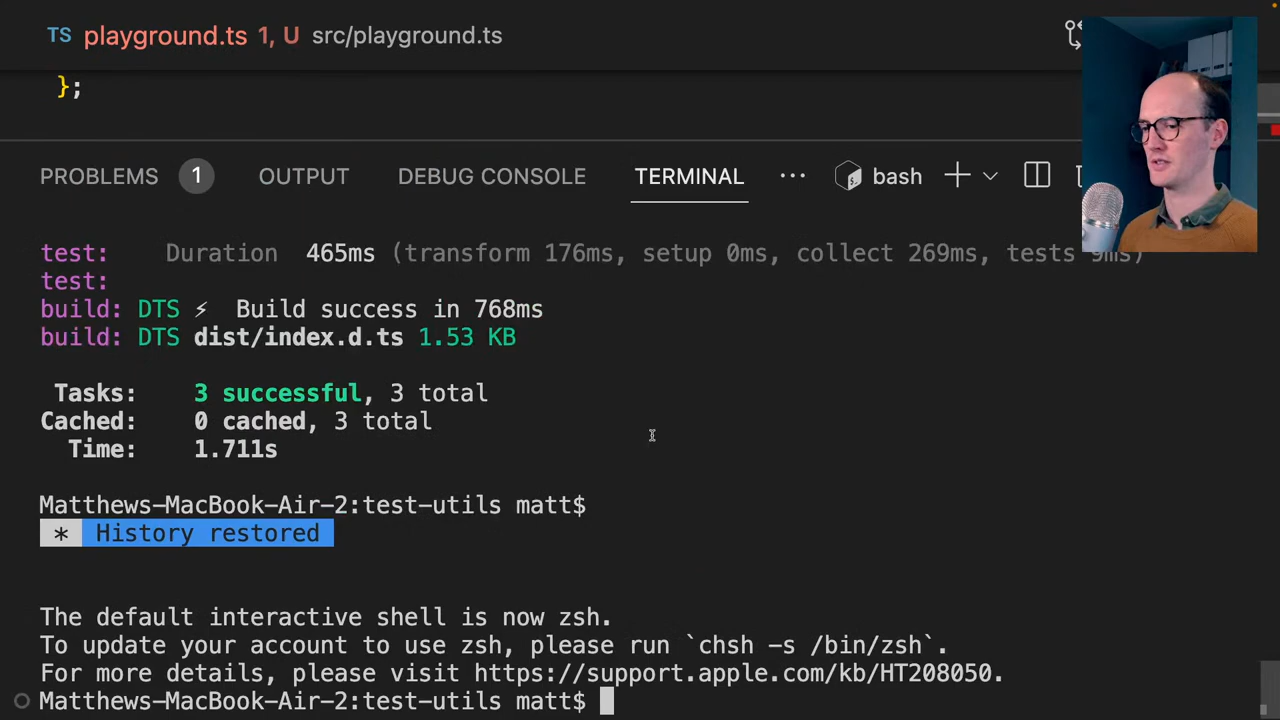 TS playground.ts 1, U src/playground.ts
};
PROBLEMS 1 OUTPUT DEBUG CONSOLE TERMINAL ··· bash
test: Duration 465ms (transform 176ms, setup 0ms, collect 269ms, tests 9ms)
test:
build: DTS ⚡ Build success in 768ms
build: DTS dist/index.d.ts 1.53 KB
Tasks: 3 successful, 3 total
Cached: 0 cached, 3 total
Time: 1.711s
Matthews-MacBook-Air-2:test-utils matt$
* History restored
The default interactive shell is now zsh.
To update your account to use zsh, please run `chsh -s /bin/zsh`.
For more details, please visit https://support.apple.com/kb/HT208050.
Matthews-MacBook-Air-2:test-utils matt$